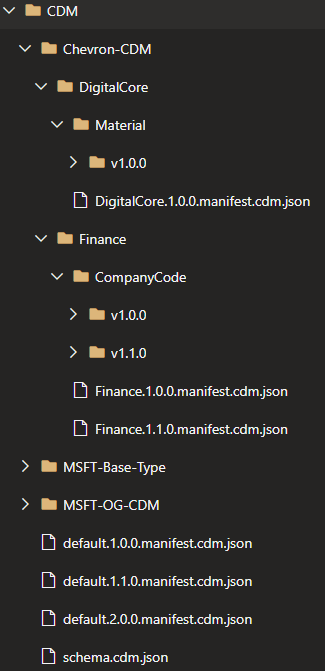 CDM
Chevron-CDM
DigitalCore
Material
v1.0.0
DigitalCore.1.0.0.manifest.cdm.json
Finance
CompanyCode
v1.0.0
v1.1.0
Finance.1.0.0.manifest.cdm.json
Finance.1.1.0.manifest.cdm.json
MSFT-Base-Type
MSFT-OG-CDM
default.1.0.0.manifest.cdm.json
default.1.1.0.manifest.cdm.json
default.2.0.0.manifest.cdm.json
schema.cdm.json